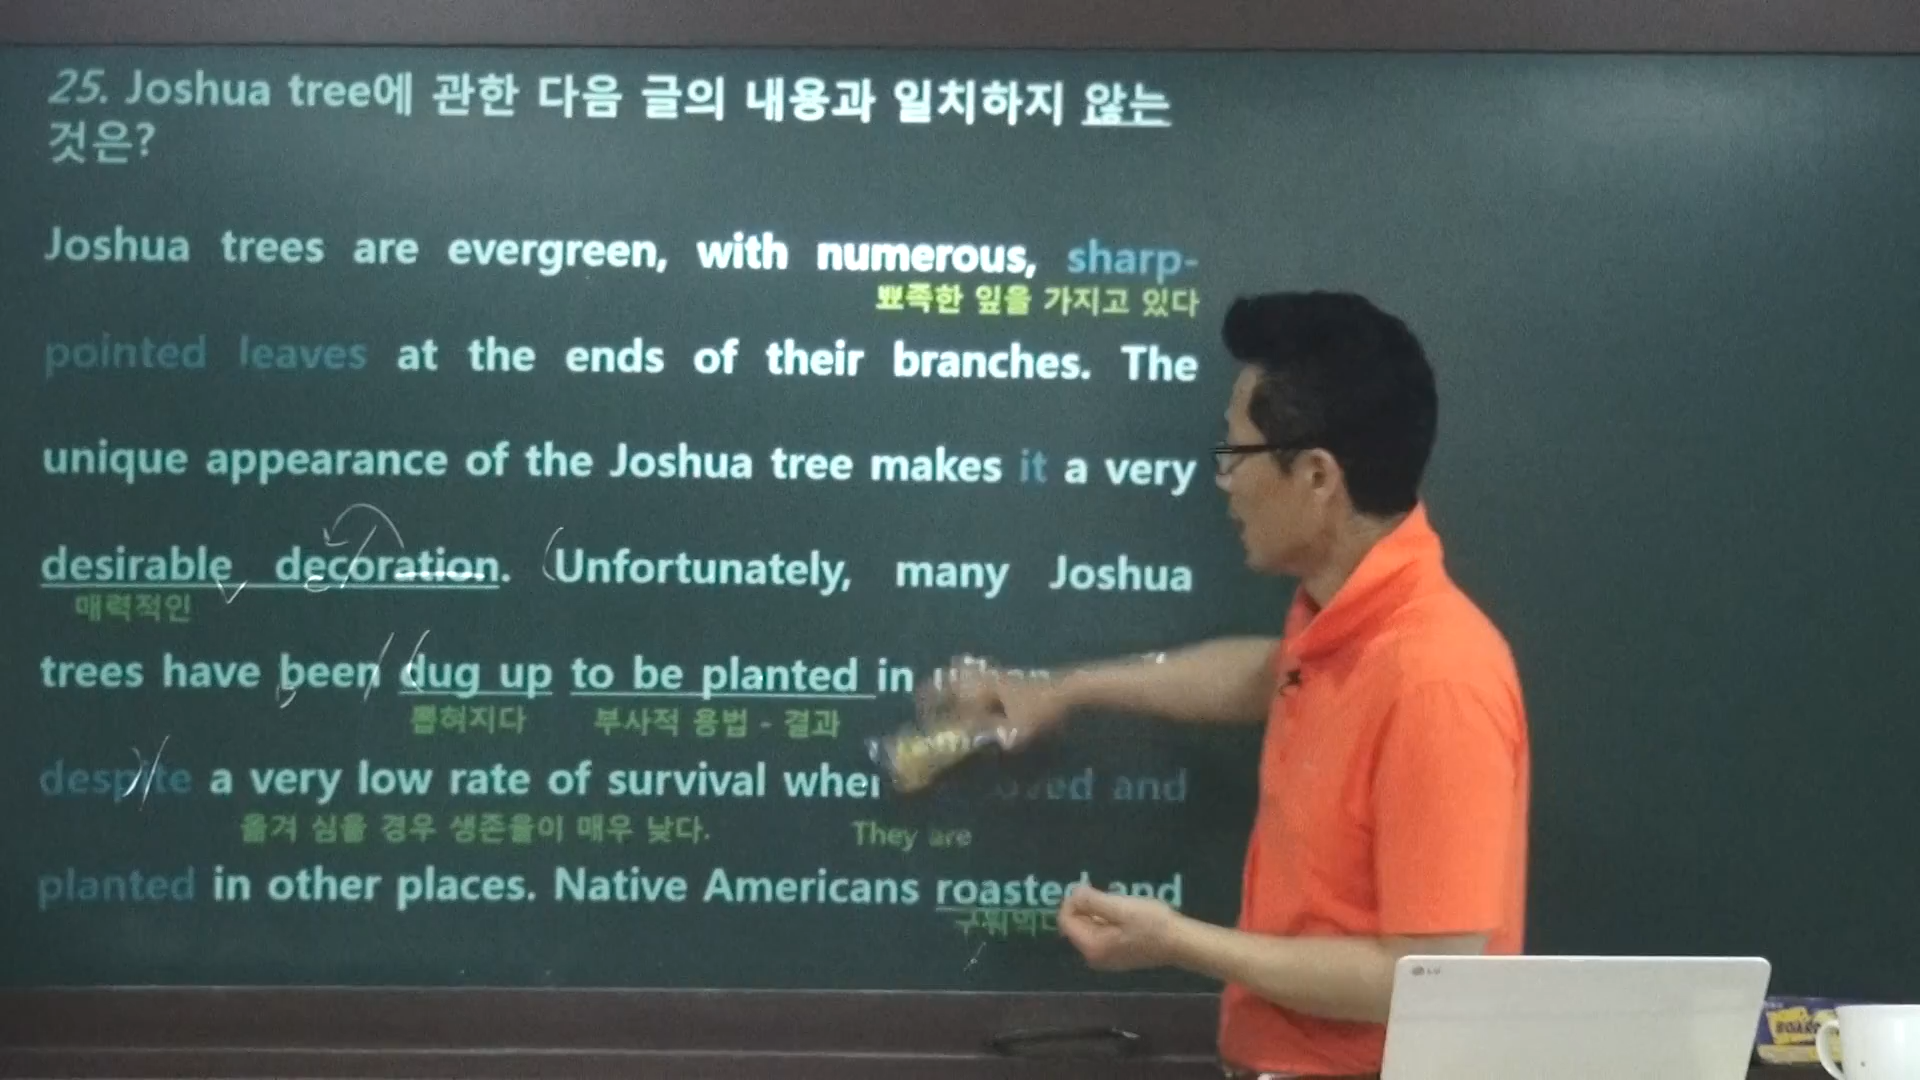 25. Joshua tree에 관한 다음 글의 내용과 일치하지 않는
것은?
Joshua trees are evergreen, with numerous, sharp-
뾰족한 잎을 가지고 있다
pointed leaves at the ends of their branches. The
unique appearance of the Joshua tree makes it a very
desirable decoration. Unfortunately, many Joshua
매력적인
trees have been dug up to be planted in urban
뽑혀지다 부사적 용법 - 결과
despite a very low rate of survival and
옮겨 심을 경우 생존율이 매우 낮다. They are
planted in other places. Native Americans roasted and
LG